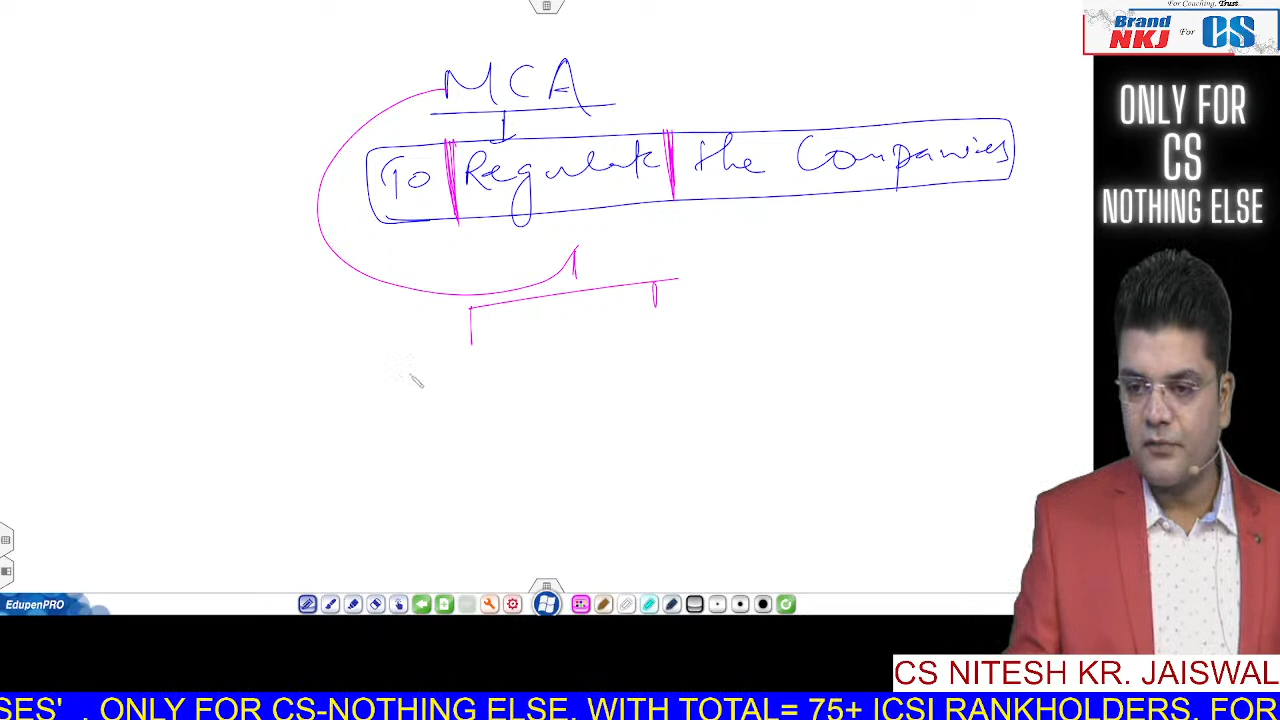 For Coaching, Trust
Brand NKJ For CS
MCA
To Regulate the Companies
ONLY FOR
CS
NOTHING ELSE
EdupenPRO
CS NITESH KR. JAISWAL
SES' , ONLY FOR CS-NOTHING ELSE, WITH TOTAL= 75+ ICSI RANKHOLDERS, FOR